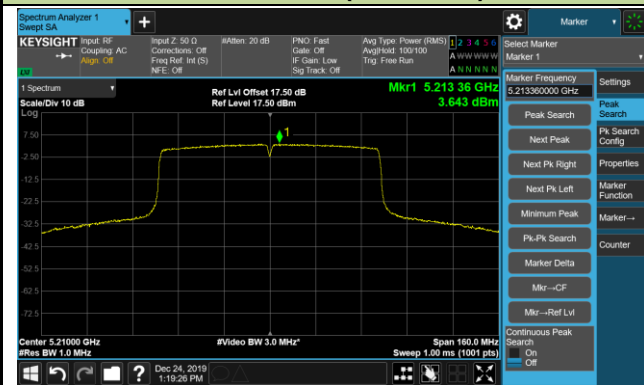 Spectrum Analyzer 1
Swept SA
Marker
KEYSIGHT
Input: RF
Coupling: AC
Align: Off
Input Z: 50 Ω
Corrections: Off
Freq Ref: Int (S)
NFE: Off
#Atten: 20 dB
PNO: Fast
Gate: Off
IF Gain: Low
Sig Track: Off
Avg Type: Power (RMS)
Avg|Hold: 100/100
Trig: Free Run
1 2 3 4 5 6
A W W W W W
A N N N N N
Select Marker
Marker 1
1 Spectrum
Scale/Div 10 dB
Log
Ref Lvl Offset 17.50 dB
Ref Level 17.50 dBm
Mkr1 5.213 36 GHz
3.643 dBm
1
7.50
-2.50
-12.5
-22.5
-32.5
-42.5
-52.5
-62.5
-72.5
Center 5.21000 GHz
#Res BW 1.0 MHz
#Video BW 3.0 MHz*
Span 160.0 MHz
Sweep 1.00 ms (1001 pts)
Marker Frequency
5.213360000 GHz
Peak Search
Next Peak
Next Pk Right
Next Pk Left
Minimum Peak
Pk-Pk Search
Marker Delta
Mkr→CF
Mkr→Ref Lvl
Continuous Peak
Search
On
Off
Settings
Peak
Search
Pk Search
Config
Properties
Marker
Function
Marker→
Counter
?
Dec 24, 2019
1:19:26 PM